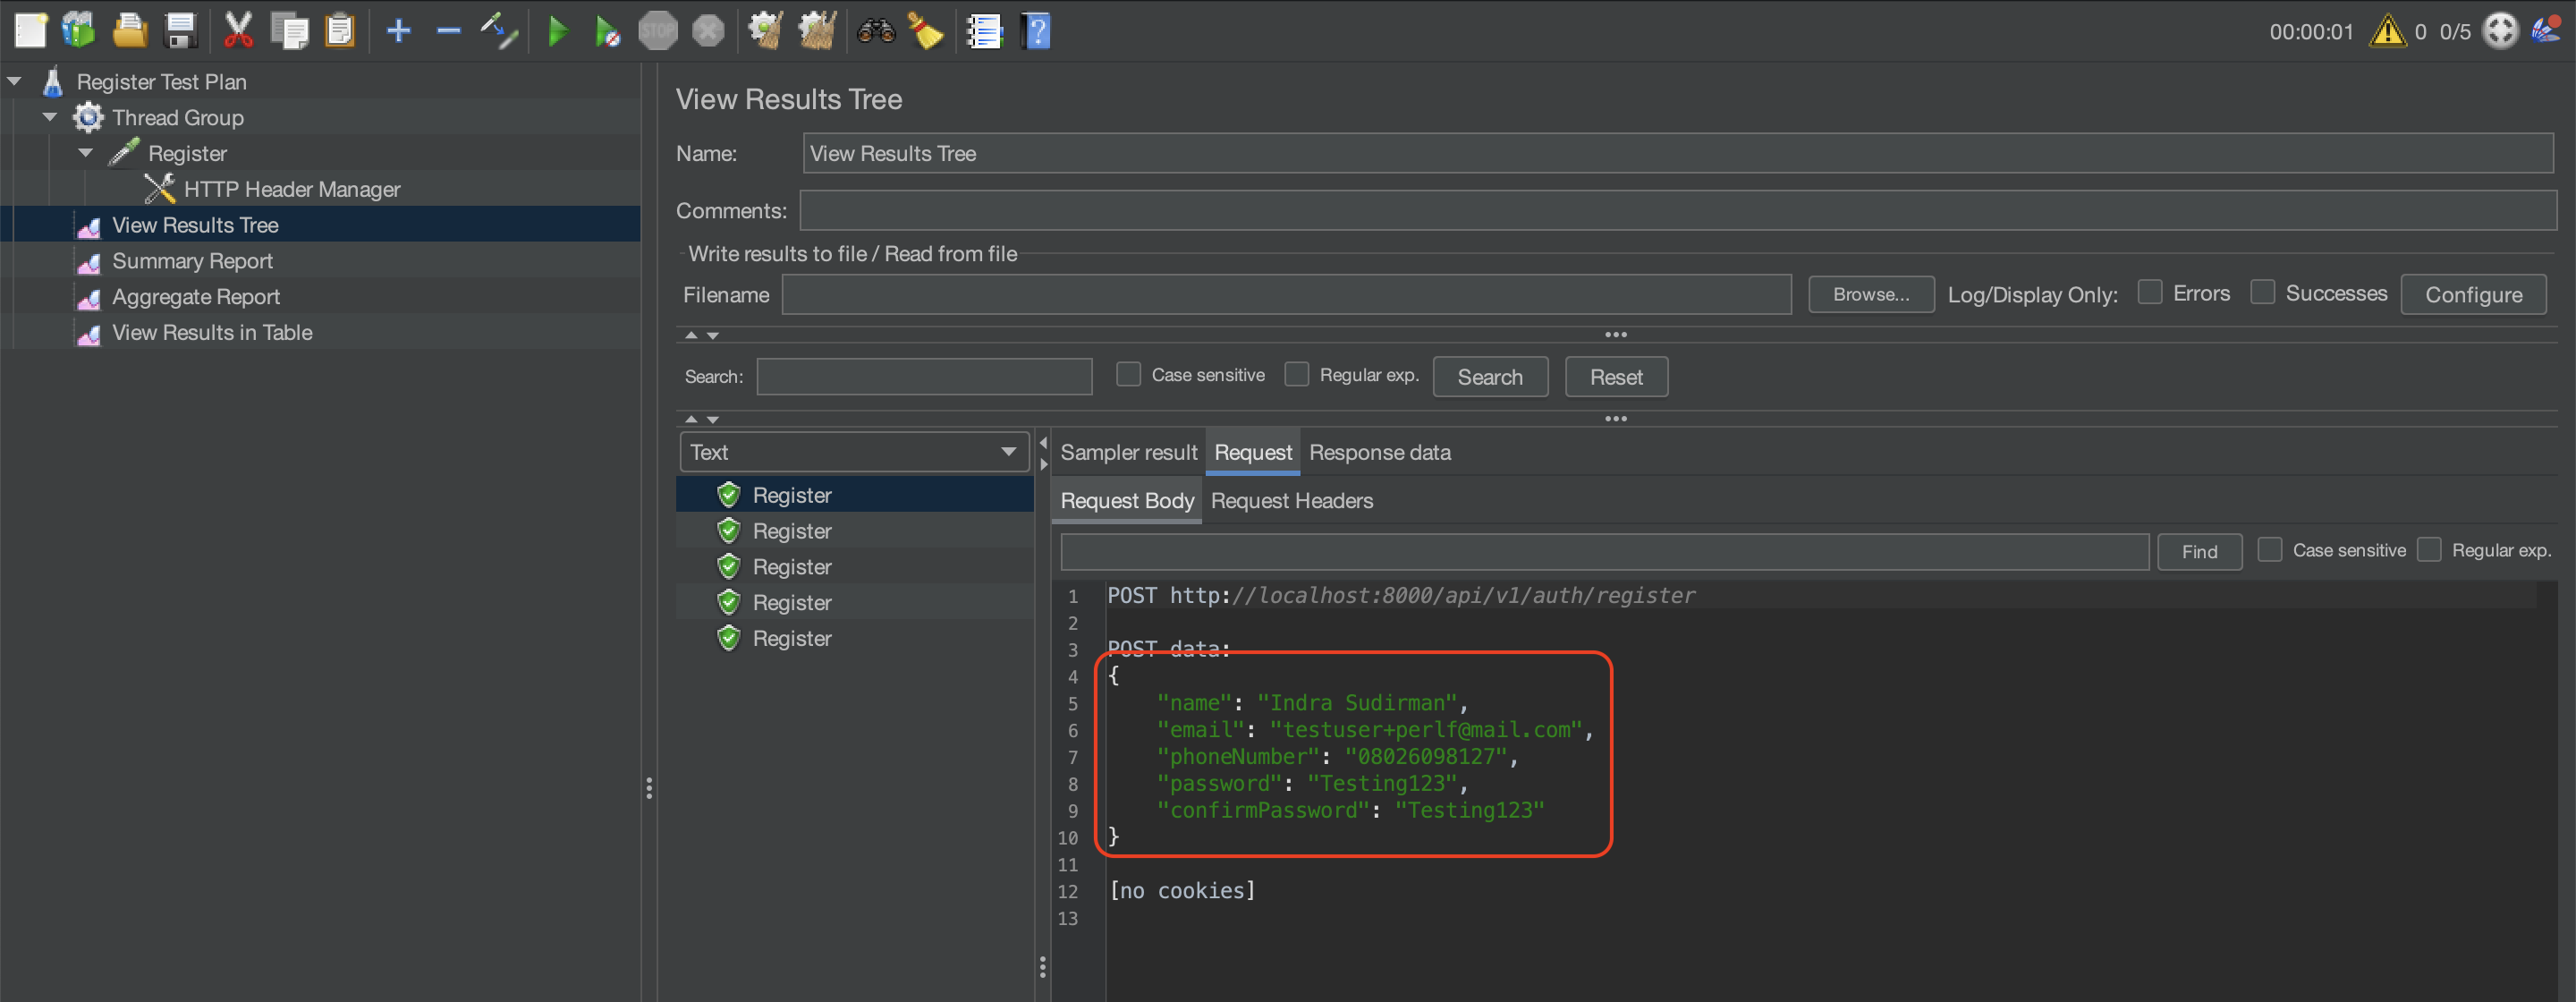 STOP
00:00:01 0 0/5
Register Test Plan
Thread Group
Register
HTTP Header Manager
View Results Tree
Summary Report
Aggregate Report
View Results in Table
View Results Tree
Name: View Results Tree
Comments:
Write results to file / Read from file
Filename Browse... Log/Display Only: Errors Successes Configure
Search: Case sensitive Regular exp. Search Reset
Text
Register
Register
Register
Register
Register
Sampler result Request Response data
Request Body Request Headers
Find Case sensitive Regular exp.
1 POST http://localhost:8000/api/v1/auth/register
2
3 POST data:
4 {
5 "name": "Indra Sudirman",
6 "email": "testuser+perlf@mail.com",
7 "phoneNumber": "08026098127",
8 "password": "Testing123",
9 "confirmPassword": "Testing123"
10 }
11
12 [no cookies]
13